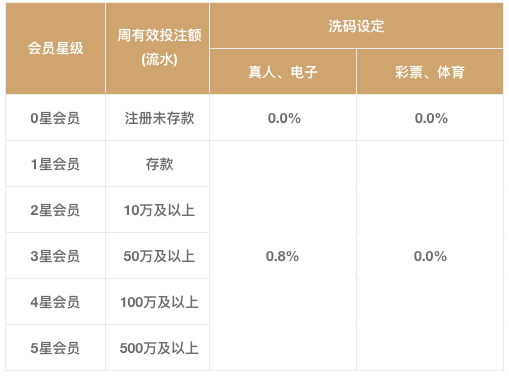 会员星级
周有效投注额
(流水)
洗码设定
真人、电子
彩票、体育
0星会员
注册未存款
0.0%
0.0%
1星会员
存款
2星会员
10万及以上
3星会员
50万及以上
0.8%
0.0%
4星会员
100万及以上
5星会员
500万及以上